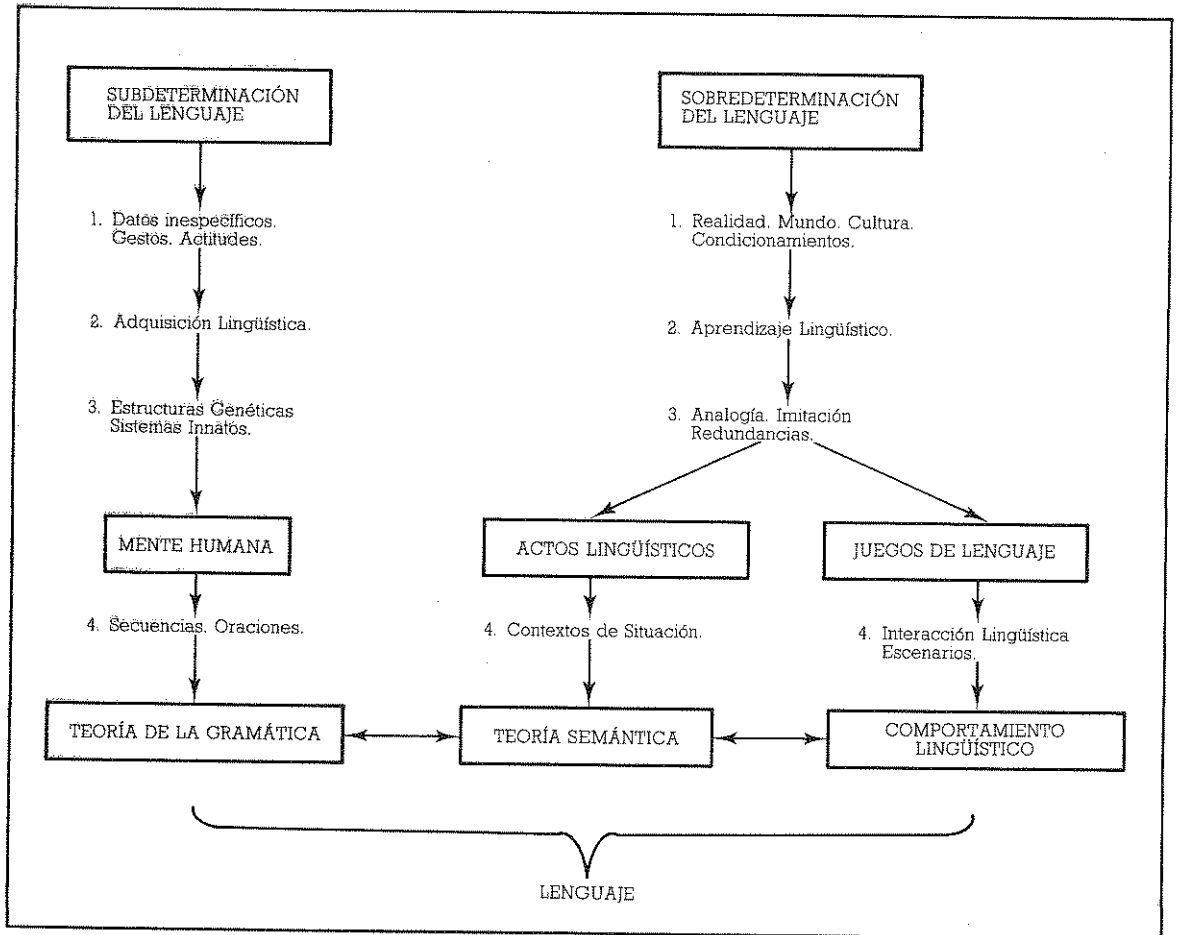 SUBDETERMINACIÓN
DEL LENGUAJE
1. Datos inespecíficos.
Gestos. Actitudes.
2. Adquisición Lingüística.
3. Estructuras Genéticas
Sistemas Innatos.
MENTE HUMANA
4. Secuencias. Oraciones.
TEORÍA DE LA GRAMÁTICA
SOBREDETERMINACIÓN
DEL LENGUAJE
1. Realidad. Mundo. Cultura.
Condicionamientos.
2. Aprendizaje Lingüístico.
3. Analogía. Imitación
Redundancias.
ACTOS LINGÜÍSTICOS
4. Contextos de Situación.
TEORÍA SEMÁNTICA
JUEGOS DE LENGUAJE
4. Interacción Lingüística
Escenarios.
COMPORTAMIENTO
LINGÜÍSTICO
LENGUAJE